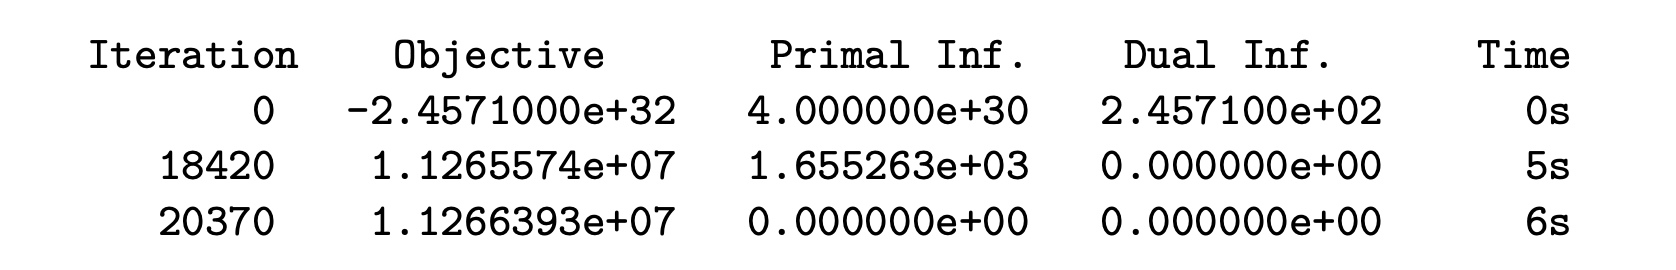 Iteration Objective Primal Inf. Dual Inf. Time
0 -2.4571000e+32 4.000000e+30 2.457100e+02 0s
18420 1.1265574e+07 1.655263e+03 0.000000e+00 5s
20370 1.1266393e+07 0.000000e+00 0.000000e+00 6s